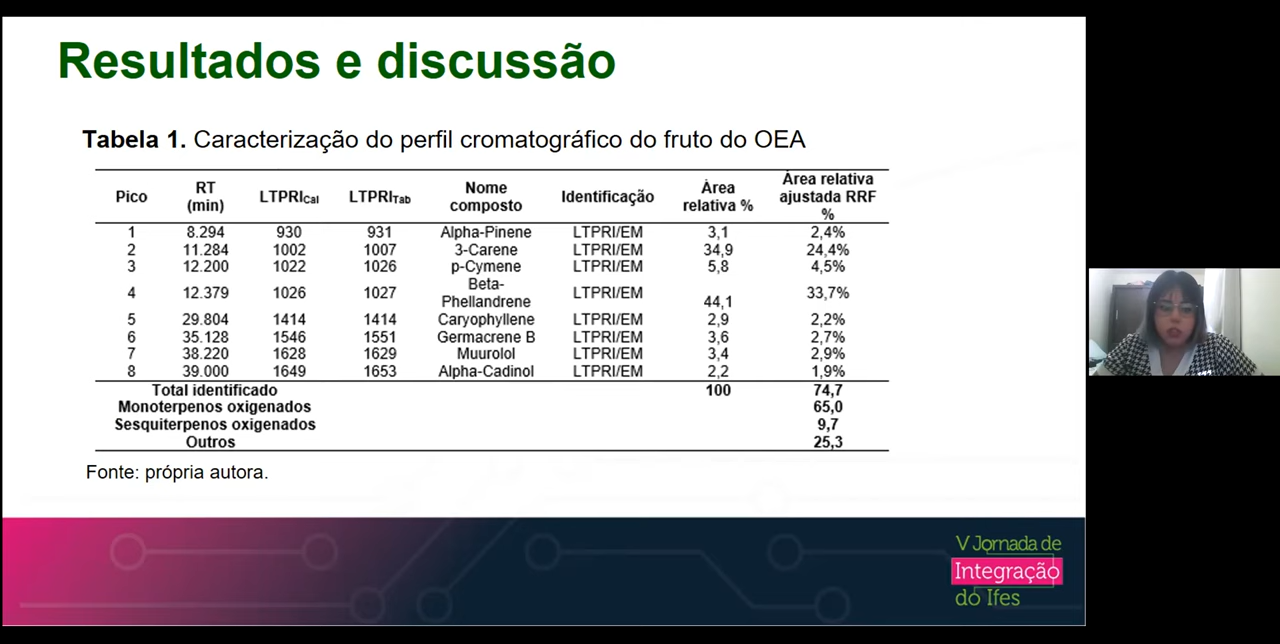 Resultados e discussão
Tabela 1. Caracterização do perfil cromatográfico do fruto do OEA
Pico RT (min) LTPRICal LTPRITab Nome composto Identificação Área relativa % Área relativa ajustada RRF %
1 8.294 930 931 Alpha-Pinene LTPRI/EM 3,1 2,4%
2 11.284 1002 1007 3-Carene LTPRI/EM 34,9 24,4%
3 12.200 1022 1026 p-Cymene LTPRI/EM 5,8 4,5%
4 12.379 1026 1027 Beta-Phellandrene LTPRI/EM 44,1 33,7%
5 29.804 1414 1414 Caryophyllene LTPRI/EM 2,9 2,2%
6 35.128 1546 1551 Germacrene B LTPRI/EM 3,6 2,7%
7 38.220 1628 1629 Muurolol LTPRI/EM 3,4 2,9%
8 39.000 1649 1653 Alpha-Cadinol LTPRI/EM 2,2 1,9%
Total identificado 100 74,7
Monoterpenos oxigenados 65,0
Sesquiterpenos oxigenados 9,7
Outros 25,3
Fonte: própria autora.
V Jornada de
Integração
do Ifes